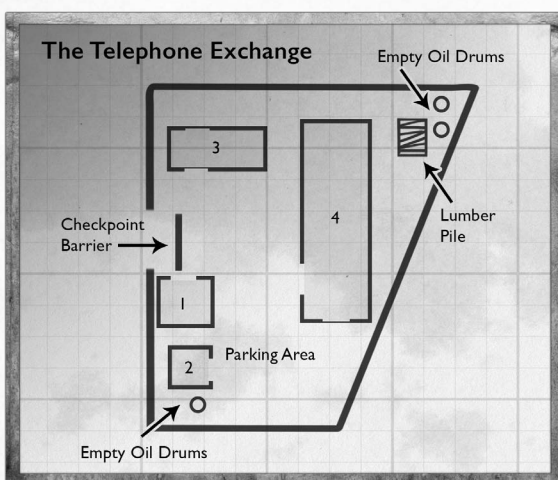 The Telephone Exchange
Empty Oil Drums
3
4
Lumber
Pile
Checkpoint
Barrier
1
2
Parking Area
Empty Oil Drums